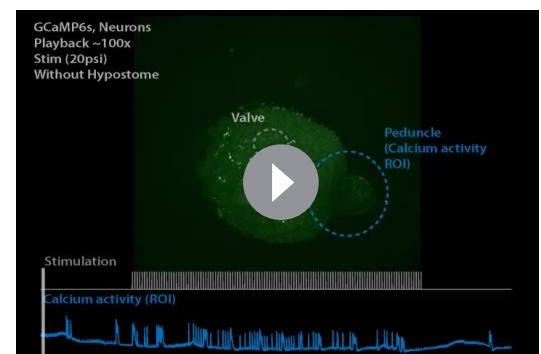 GCaMP6s, Neurons
Playback ~100x
Stim (20psi)
Without Hypostome
Valve
Peduncle
(Calcium activity
ROI)
Stimulation
Calcium activity (ROI)